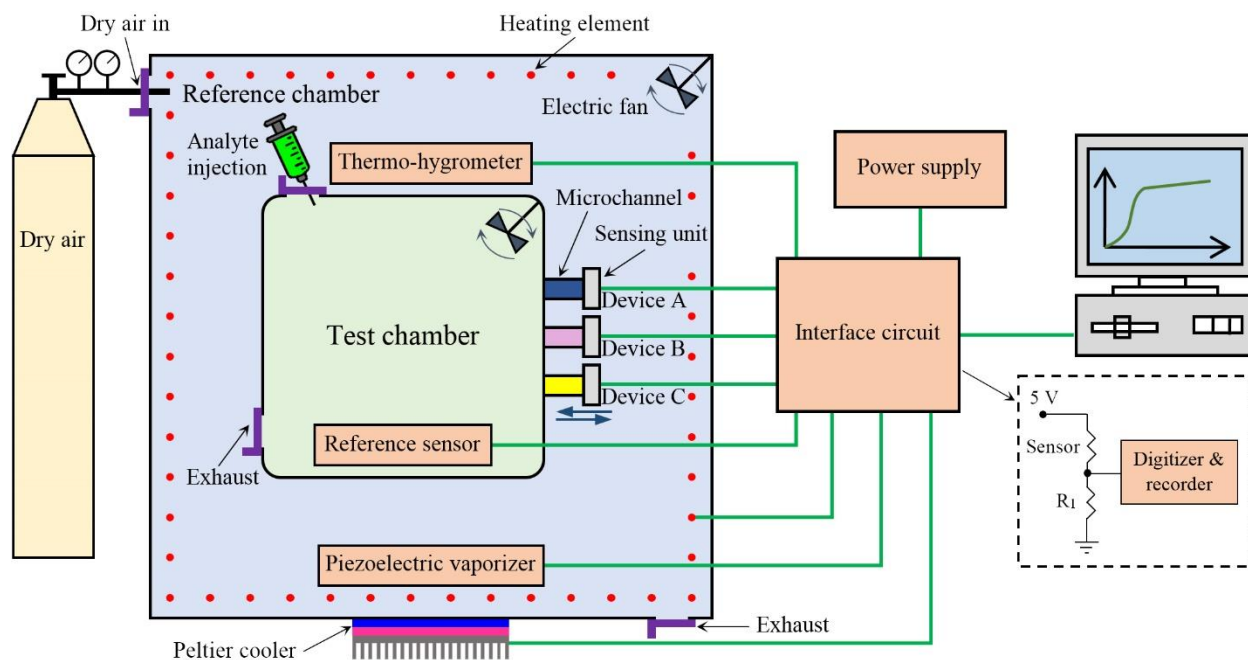 Dry air in
Heating element
Reference chamber
Electric fan
Analyte
injection
Thermo-hygrometer
Power supply
Microchannel
Sensing unit
Dry air
Device A
Test chamber
Interface circuit
Device B
Device C
5 V
Reference sensor
Sensor
Exhaust
Digitizer &
recorder
R1
Piezoelectric vaporizer
Peltier cooler
Exhaust